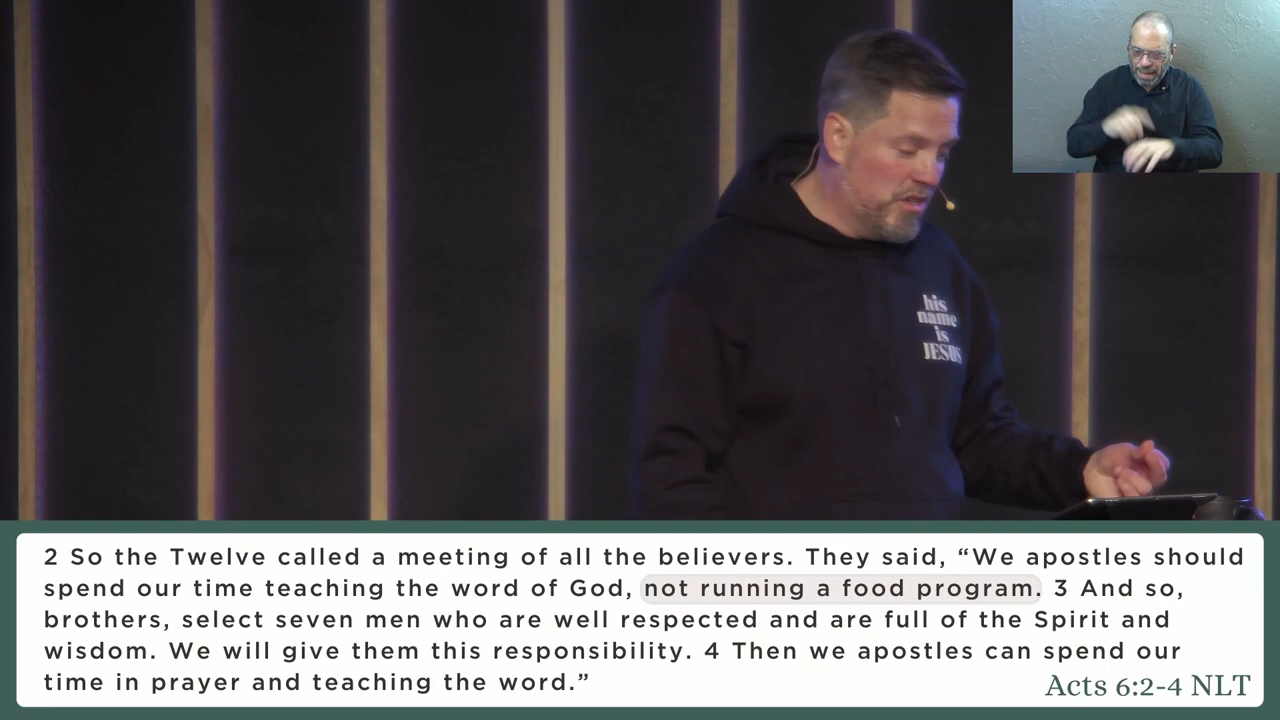 his
name
is
JESUS
2 So the Twelve called a meeting of all the believers. They said, “We apostles should
spend our time teaching the word of God, not running a food program. 3 And so,
brothers, select seven men who are well respected and are full of the Spirit and
wisdom. We will give them this responsibility. 4 Then we apostles can spend our
time in prayer and teaching the word.”
Acts 6:2-4 NLT